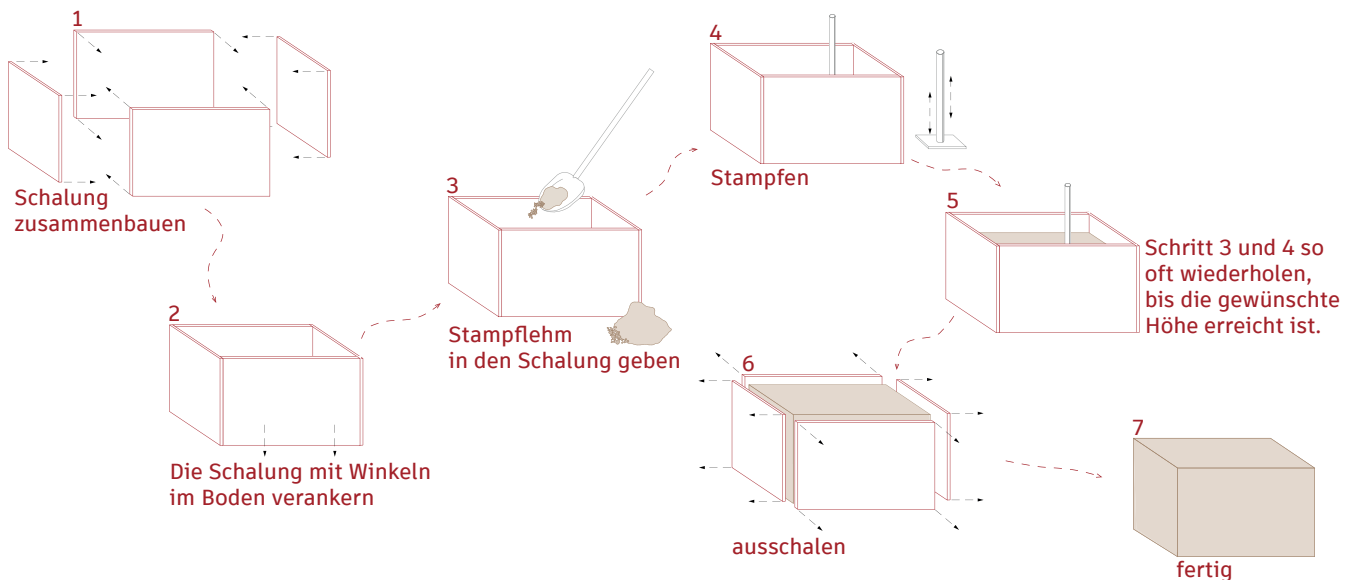 1
Schalung
zusammenbauen
2
Die Schalung mit Winkeln
im Boden verankern
3
Stampflehm
in den Schalung geben
4
Stampfen
5
Schritt 3 und 4 so
oft wiederholen,
bis die gewünschte
Höhe erreicht ist.
6
ausschalen
7
fertig